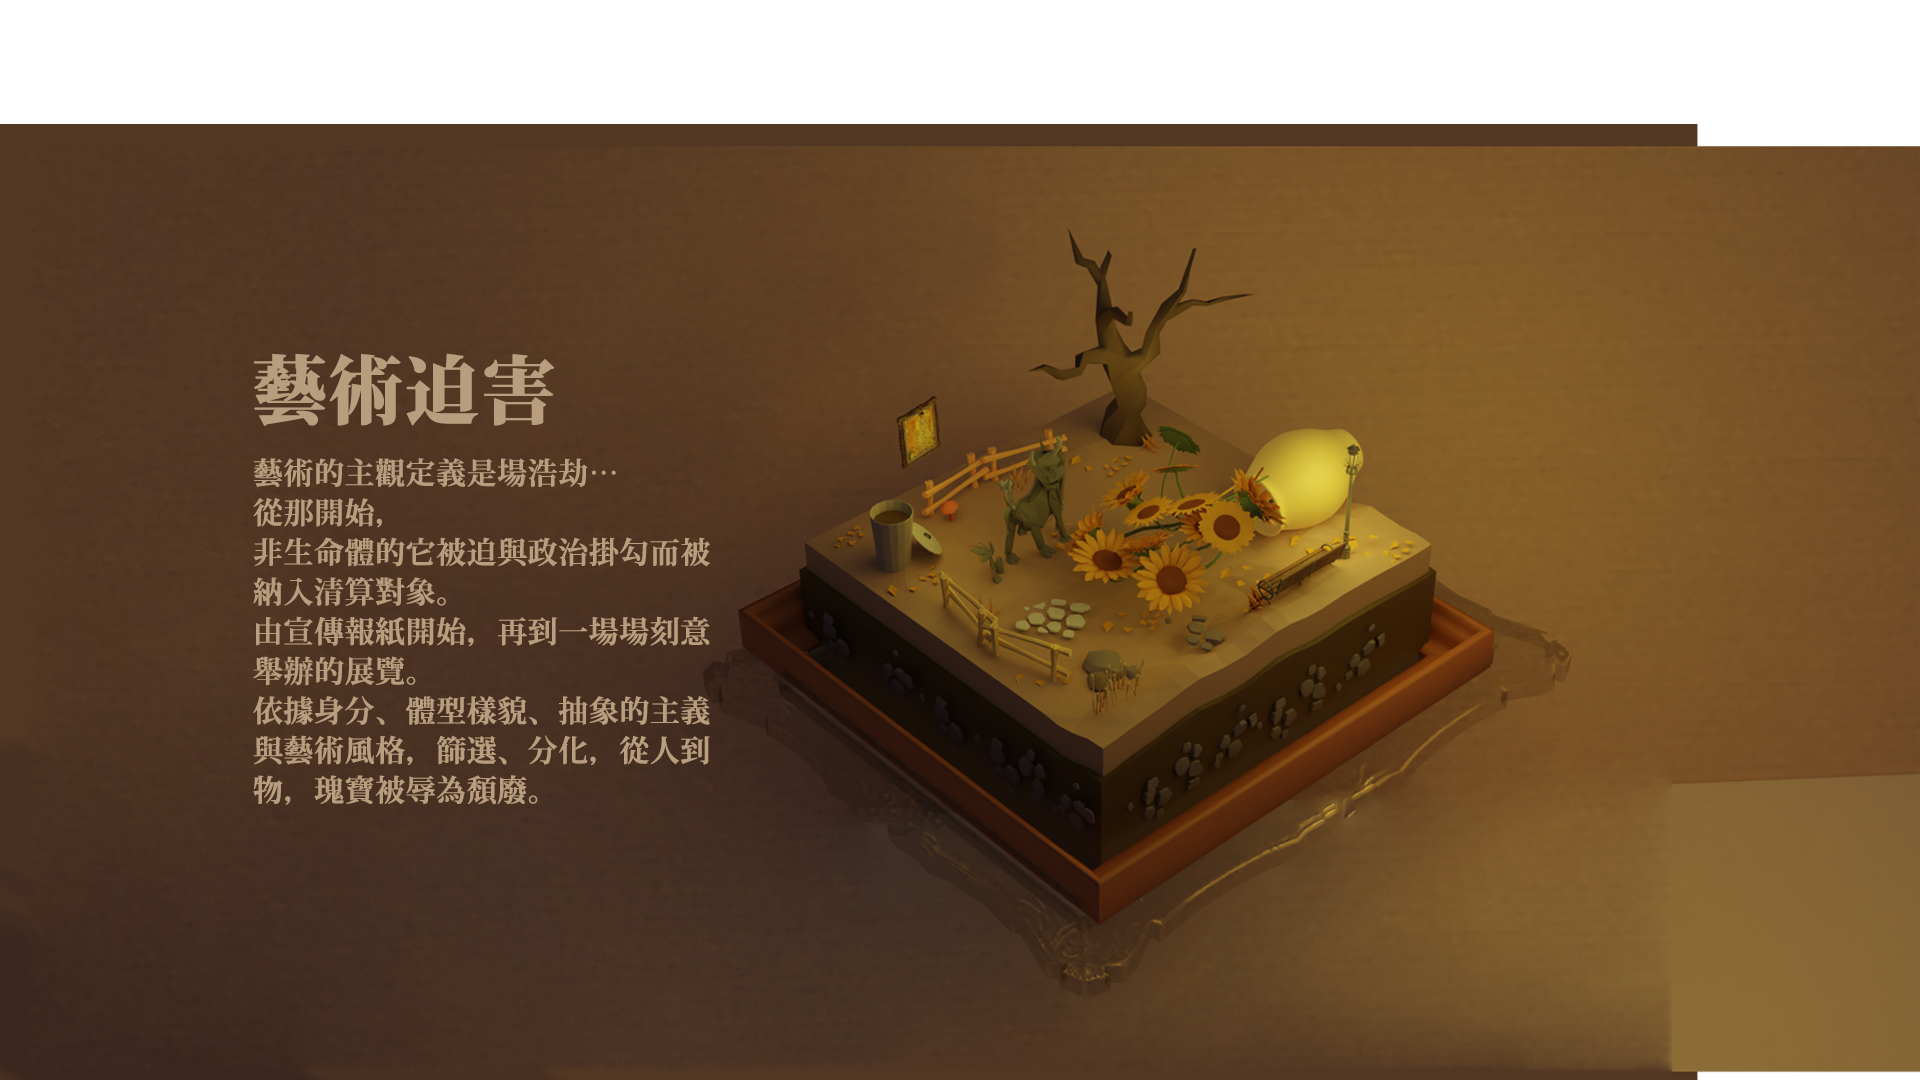 藝術迫害
藝術的主觀定義是場浩劫⋯
從那開始，
非生命體的它被迫與政治掛勾而被
納入清算對象。
由宣傳報紙開始，再到一場場刻意
舉辦的展覽。
依據身分、體型樣貌、抽象的主義
與藝術風格，篩選、分化，從人到
物，瑰寶被辱為頹廢。